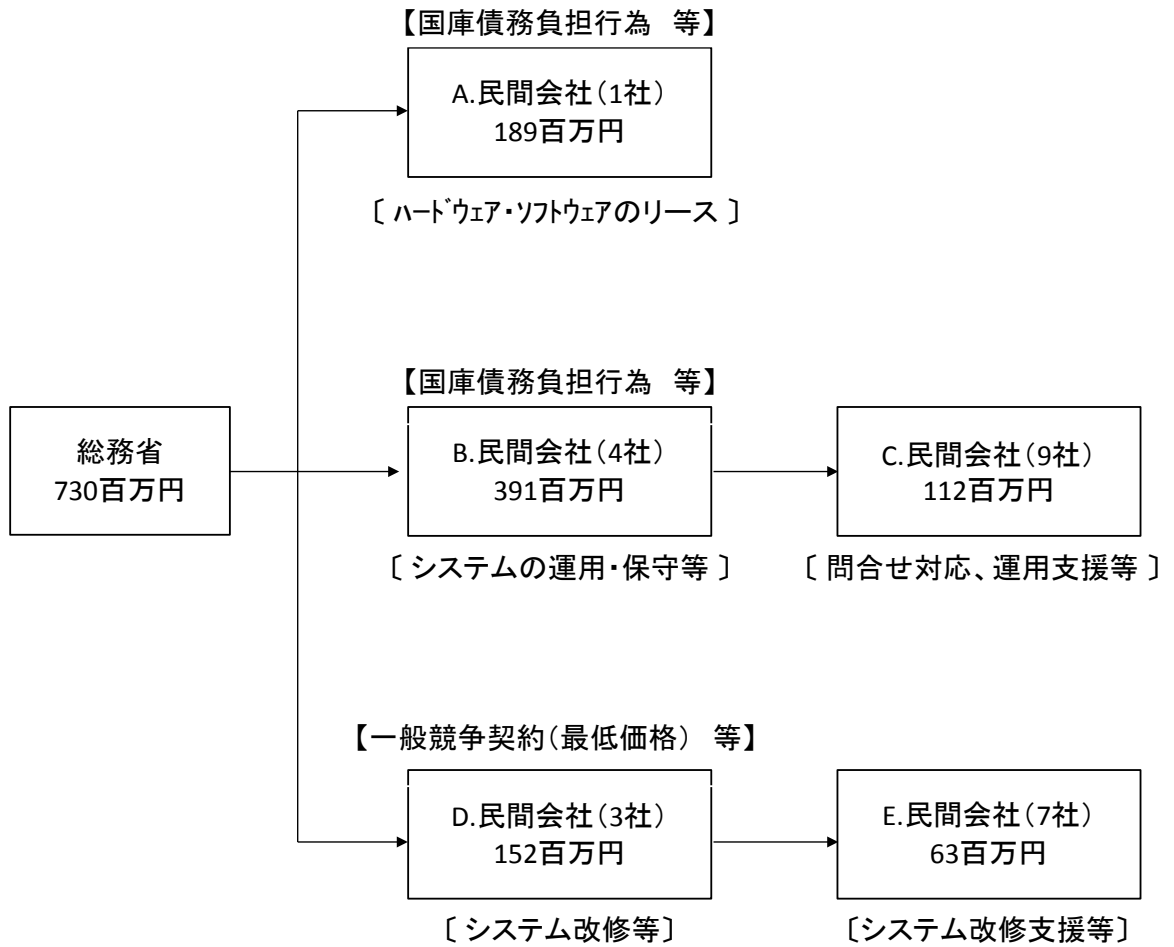 【国庫債務負担行為　等】
A.民間会社（1社）
189百万円
〔 ﾊｰﾄﾞｳｪｱ・ｿﾌﾄｳｪｱのリース 〕
【国庫債務負担行為　等】
総務省
730百万円
B.民間会社（4社）
391百万円
C.民間会社（9社）
112百万円
〔 システムの運用・保守等 〕
〔 問合せ対応、運用支援等 〕
【一般競争契約（最低価格）　等】
D.民間会社（3社）
152百万円
E.民間会社（7社）
63百万円
〔 システム改修等〕
〔システム改修支援等〕